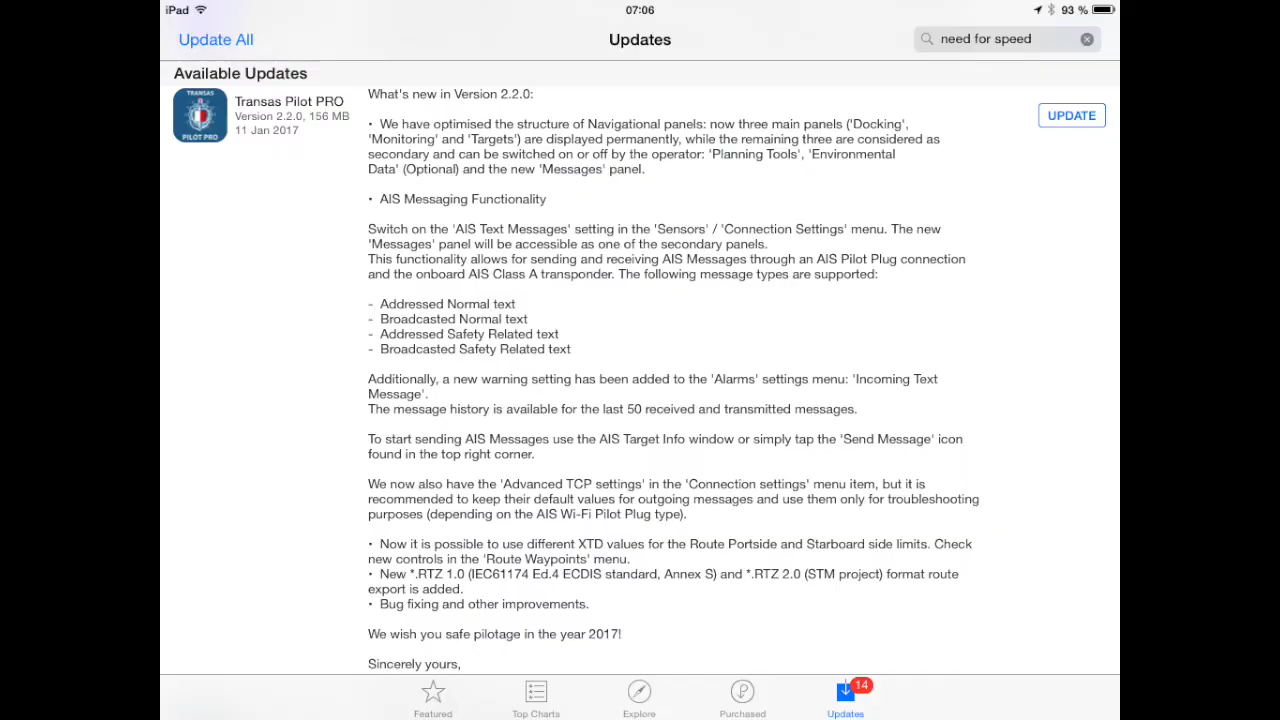 iPad 07:06 93 %
Update All Updates need for speed
Available Updates
TRANSAS
PILOT PRO
Transas Pilot PRO
Version 2.2.0, 156 MB
11 Jan 2017
UPDATE
What's new in Version 2.2.0:
• We have optimised the structure of Navigational panels: now three main panels ('Docking',
'Monitoring' and 'Targets') are displayed permanently, while the remaining three are considered as
secondary and can be switched on or off by the operator: 'Planning Tools', 'Environmental
Data' (Optional) and the new 'Messages' panel.
• AIS Messaging Functionality
Switch on the 'AIS Text Messages' setting in the 'Sensors' / 'Connection Settings' menu. The new
'Messages' panel will be accessible as one of the secondary panels.
This functionality allows for sending and receiving AIS Messages through an AIS Pilot Plug connection
and the onboard AIS Class A transponder. The following message types are supported:
- Addressed Normal text
- Broadcasted Normal text
- Addressed Safety Related text
- Broadcasted Safety Related text
Additionally, a new warning setting has been added to the 'Alarms' settings menu: 'Incoming Text
Message'.
The message history is available for the last 50 received and transmitted messages.
To start sending AIS Messages use the AIS Target Info window or simply tap the 'Send Message' icon
found in the top right corner.
We now also have the 'Advanced TCP settings' in the 'Connection settings' menu item, but it is
recommended to keep their default values for outgoing messages and use them only for troubleshooting
purposes (depending on the AIS Wi-Fi Pilot Plug type).
• Now it is possible to use different XTD values for the Route Portside and Starboard side limits. Check
new controls in the 'Route Waypoints' menu.
• New *.RTZ 1.0 (IEC61174 Ed.4 ECDIS standard, Annex S) and *.RTZ 2.0 (STM project) format route
export is added.
• Bug fixing and other improvements.
We wish you safe pilotage in the year 2017!
Sincerely yours,
14
Featured Top Charts Explore Purchased Updates